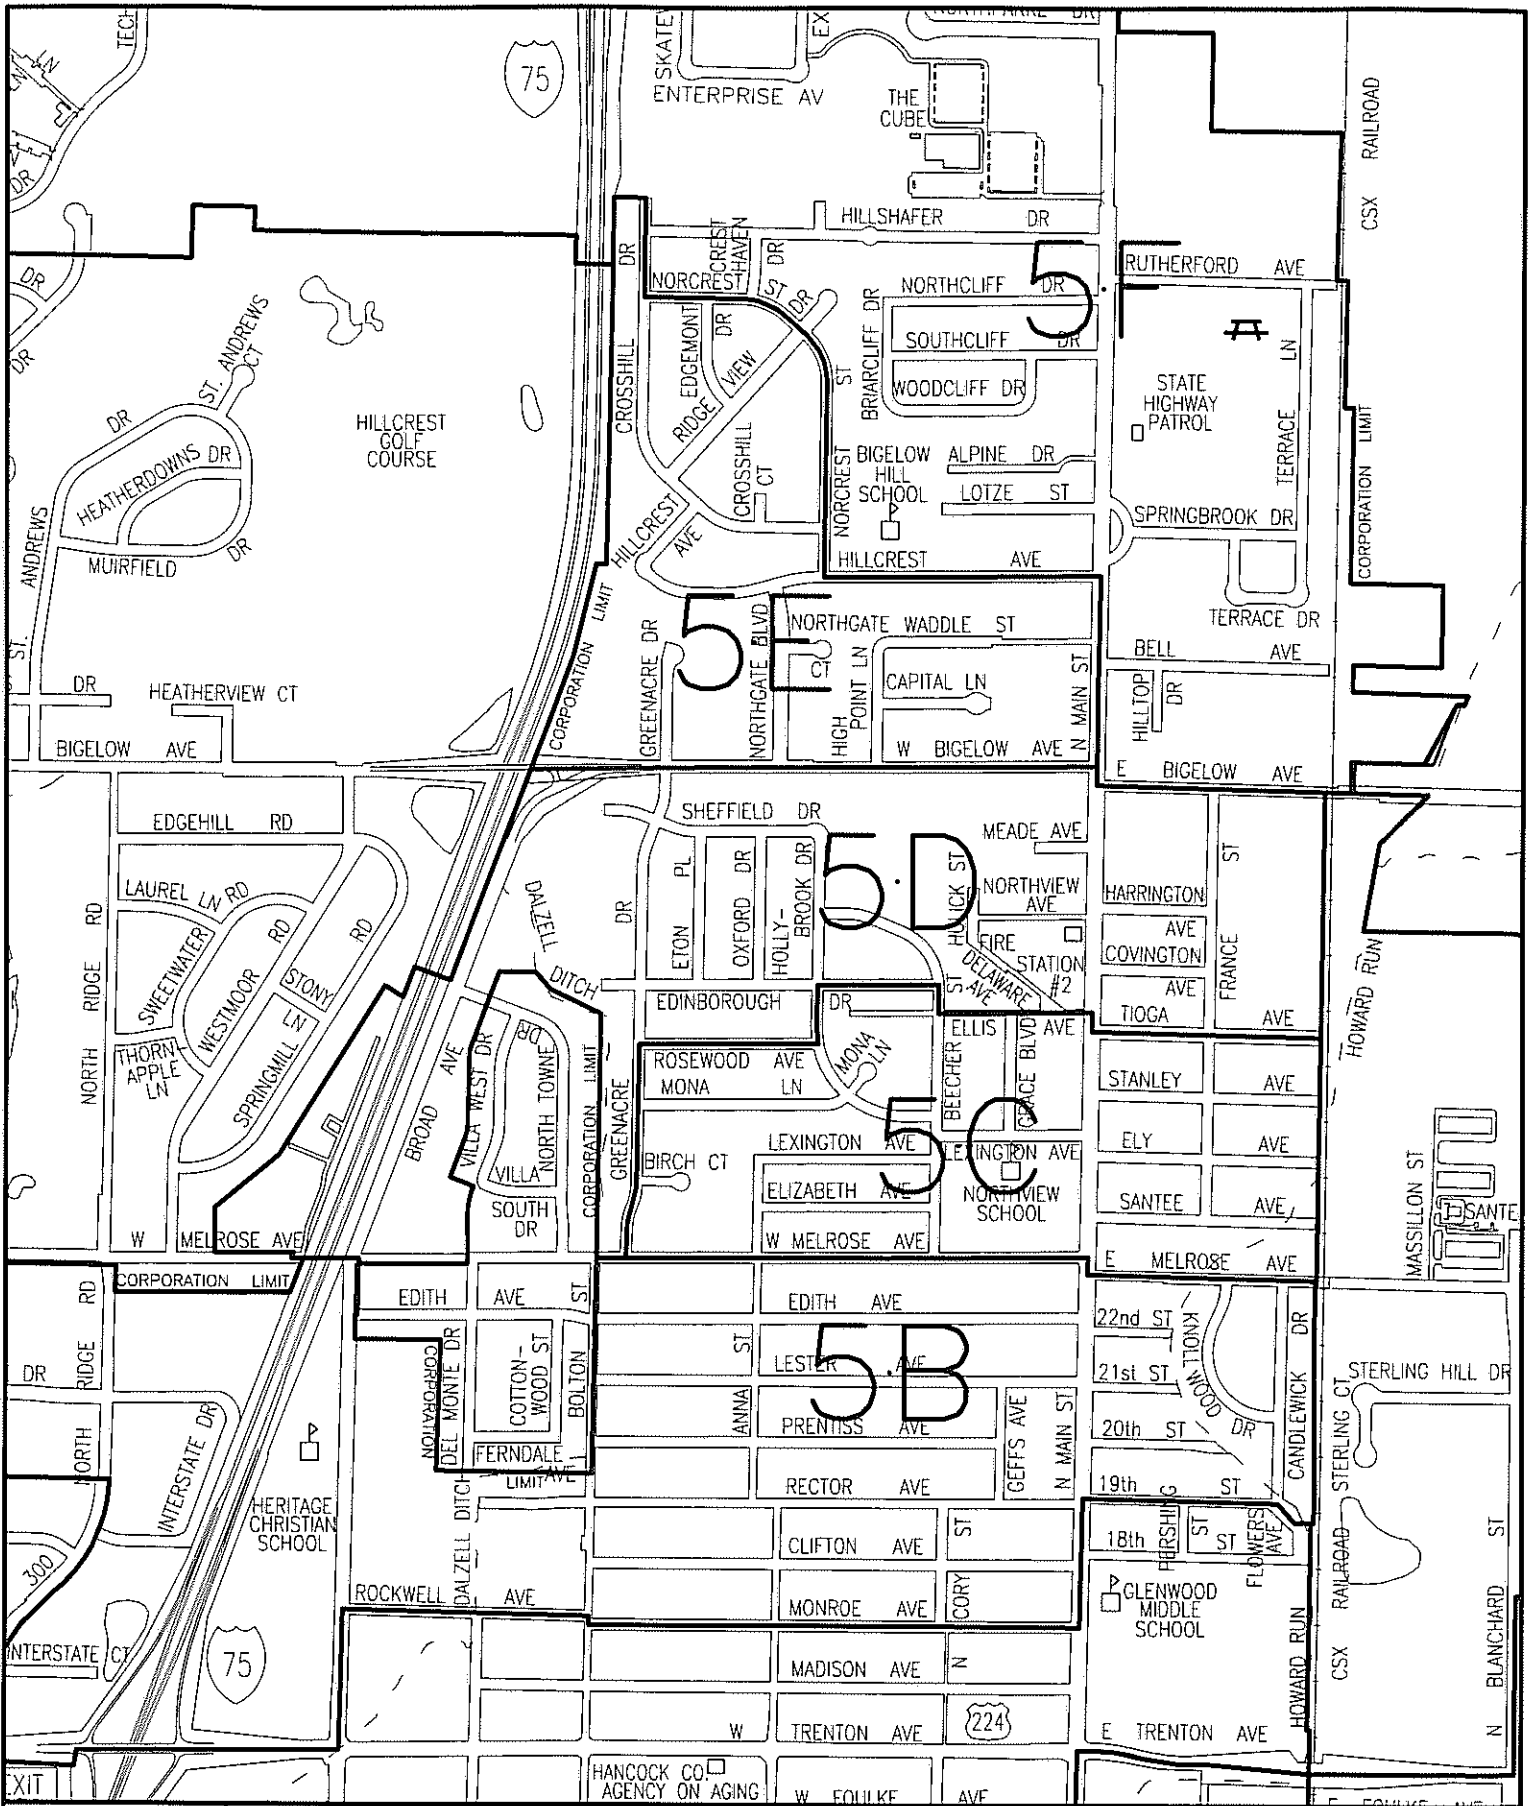 TECH
LN
LN
DR
75
SKATE
ENTERPRISE AV
EX
NORTHPARKE DR
THE
CUBE
CSX RAILROAD
HILLSHAFER DR
CREST
HAVEN
DR
DR
NORCREST
ST
DR
NORTHCLIFF DR
5.F
RUTHERFORD AVE
DR
DR
ST. ANDREWS
CT
CROSSHILL
EDGEMONT
DR
VIEW
RIDGE
ST
BRIARCLIFF DR
SOUTHCLIFF DR
WOODCLIFF DR
STATE
HIGHWAY
PATROL
LN
TERRACE
CORPORATION LIMIT
DR
HEATHERDOWNS DR
HILLCREST
GOLF
COURSE
CROSSHILL
CT
NORCREST
BIGELOW
HILL
SCHOOL
ALPINE DR
LOTZE ST
SPRINGBROOK DR
ANDREWS
MUIRFIELD
DR
HILLCREST
AVE
HILLCREST AVE
ST.
LIMIT
CORPORATION
GREENACRE DR
5.E
NORTHGATE BLVD
NORTHGATE WADDLE ST
CT
TERRACE DR
BELL AVE
DR
HEATHERVIEW CT
HIGH
POINT LN
CAPITAL LN
N MAIN ST
HILLTOP
DR
BIGELOW AVE
W BIGELOW AVE
E BIGELOW AVE
EDGEHILL RD
SHEFFIELD DR
MEADE AVE
5.D
ETON PL
OXFORD DR
HOLLY-
BROOK DR
HULICK ST
NORTHVIEW
AVE
HARRINGTON
AVE
FRANCE ST
LAUREL LN RD
NORTH RIDGE RD
SWEETWATER
WESTMOOR
RD
STONY
LN
RD
DALZELL
DITCH
DR
FIRE
STATION
#2
DELAWARE
AVE
ST
COVINGTON
AVE
HOWARD RUN
EDINBOROUGH
DR
TIOGA AVE
THORN-
APPLE
LN
SPRINGMILL
BROAD AVE
VILLA WEST DR
DR
NORTH TOWNE
CORPORATION LIMIT
GREENACRE
ROSEWOOD AVE
MONA LN
MONA
LN
ELLIS AVE
BEECHER
GRACE BLVD
STANLEY AVE
5.C
LEXINGTON AVE
LEXINGTON AVE
ELY AVE
BIRCH CT
VILLA
SOUTH
DR
ELIZABETH AVE
NORTHVIEW
SCHOOL
SANTEE AVE
MASSILLON ST
SANTE
W MELROSE AVE
W MELROSE AVE
E MELROSE AVE
CORPORATION LIMIT
RD
EDITH AVE
ST
EDITH AVE
22nd ST
KNOLLWOOD
DR
DR
CANDLEWICK
5.B
DR
RIDGE
CORPORATION
DEL MONTE DR
COTTON-
WOOD ST
BOLTON
ST
ANNA
LESTER AVE
21st ST
STERLING HILL DR
STERLING CT
PRENTISS AVE
GEFFS AVE
N MAIN ST
20th ST
NORTH
INTERSTATE DR
FERNDALE
AVE
LIMIT
RECTOR AVE
19th ST
HERITAGE
CHRISTIAN
SCHOOL
DALZELL DITCH
CLIFTON AVE
ST
18th
PERSHING
ST
ST
FLOWERS
AVE
CSX RAILROAD
N BLANCHARD ST
300
ROCKWELL AVE
MONROE AVE
CORY
GLENWOOD
MIDDLE
SCHOOL
HOWARD RUN
INTERSTATE CT
75
MADISON AVE
N
W TRENTON AVE
224
E TRENTON AVE
EXIT
HANCOCK CO.
AGENCY ON AGING
W FOULKE AVE
E FOULKE AVE